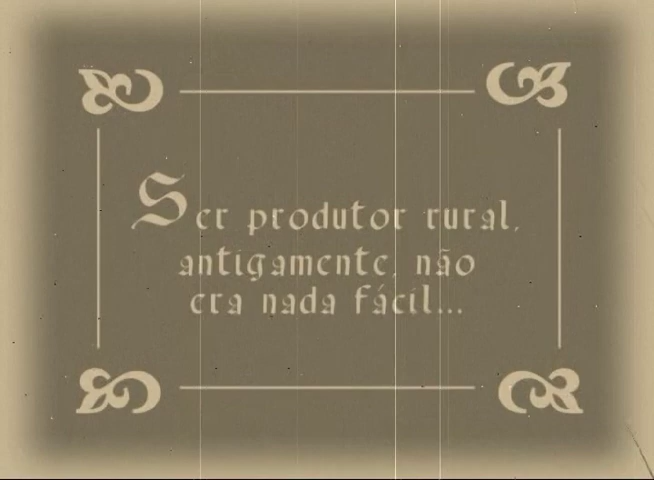 Ser produtor rural,
antigamente, não
era nada fácil...